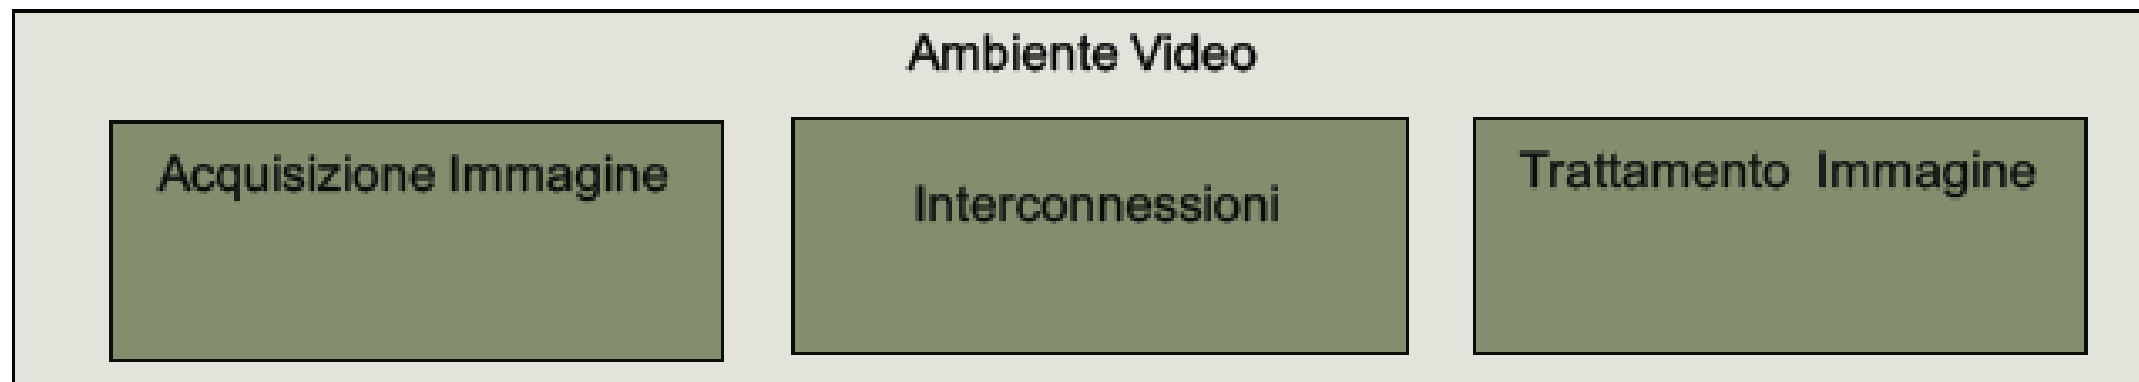 Ambiente Video
Acquisizione Immagine
Interconnessioni
Trattamento Immagine